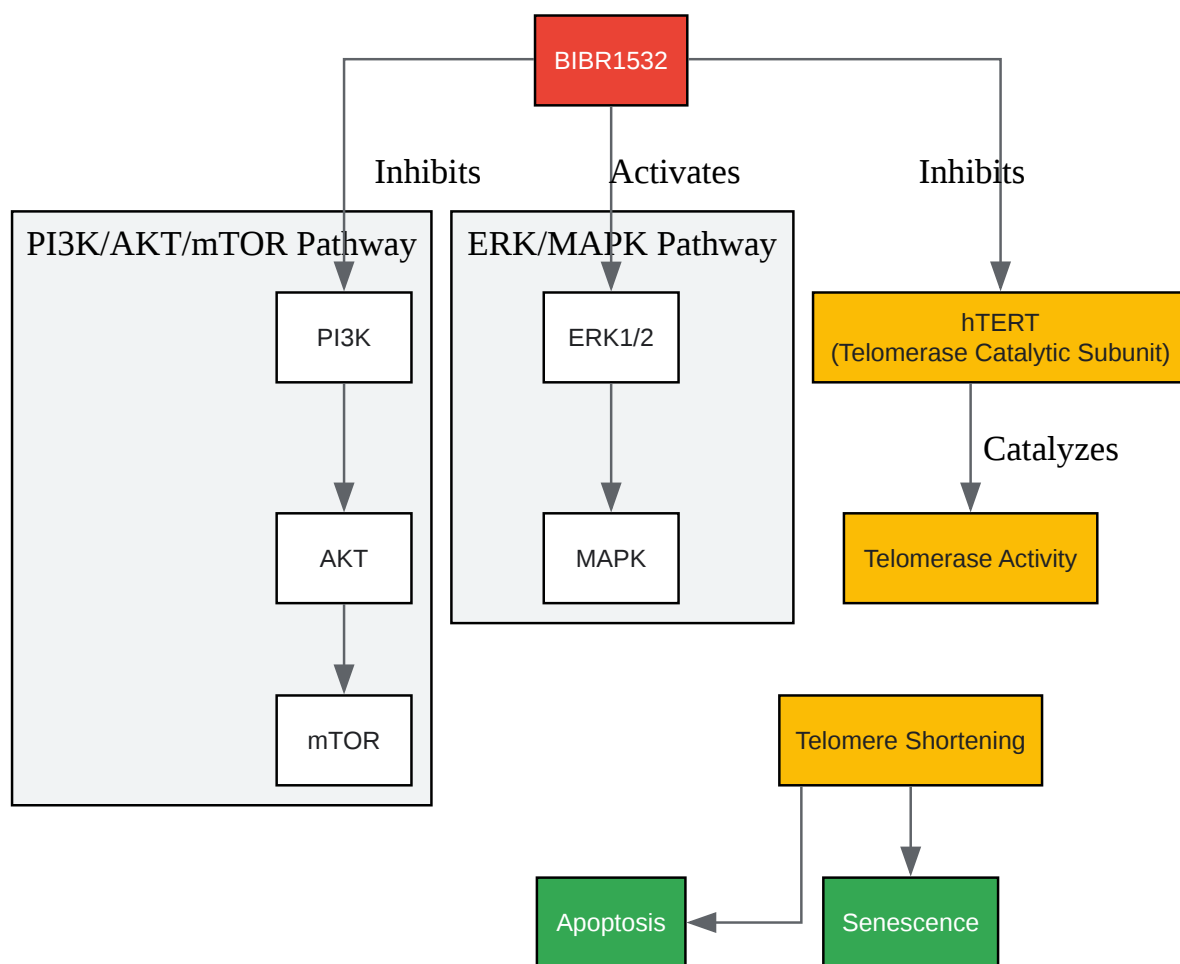 BIBR1532
Inhibits
Activates
Inhibits
PI3K/AKT/mTOR Pathway
ERK/MAPK Pathway
PI3K
ERK1/2
hTERT
(Telomerase Catalytic Subunit)
Catalyzes
AKT
MAPK
Telomerase Activity
mTOR
Telomere Shortening
Apoptosis
Senescence